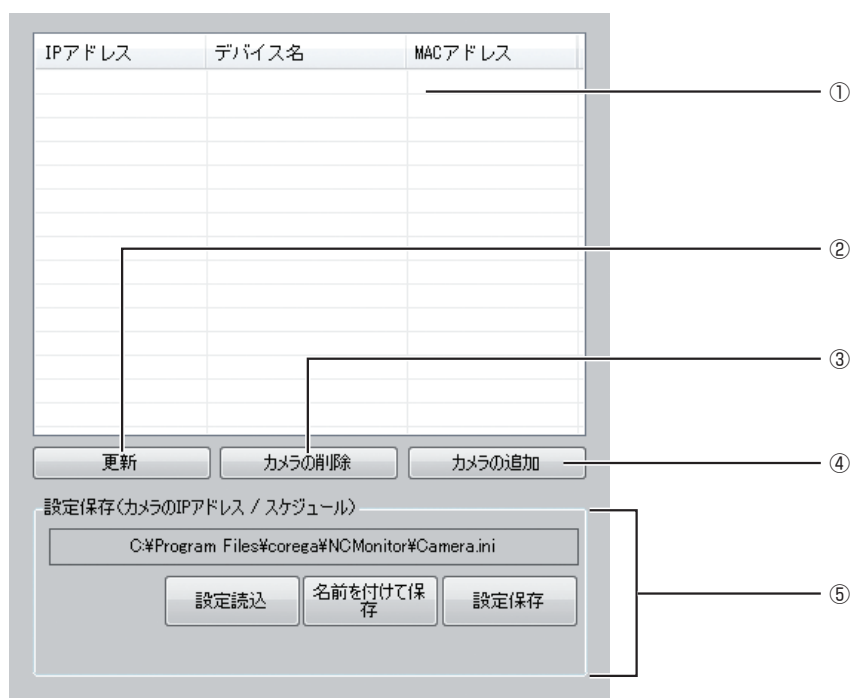 IPアドレス デバイス名 MACアドレス
①
②
③
更新 カメラの削除 カメラの追加 ④
設定保存(カメラのIPアドレス / スケジュール)
C:¥Program Files¥corega¥NCMonitor¥Camera.ini
設定読込 名前を付けて保存 設定保存 ⑤